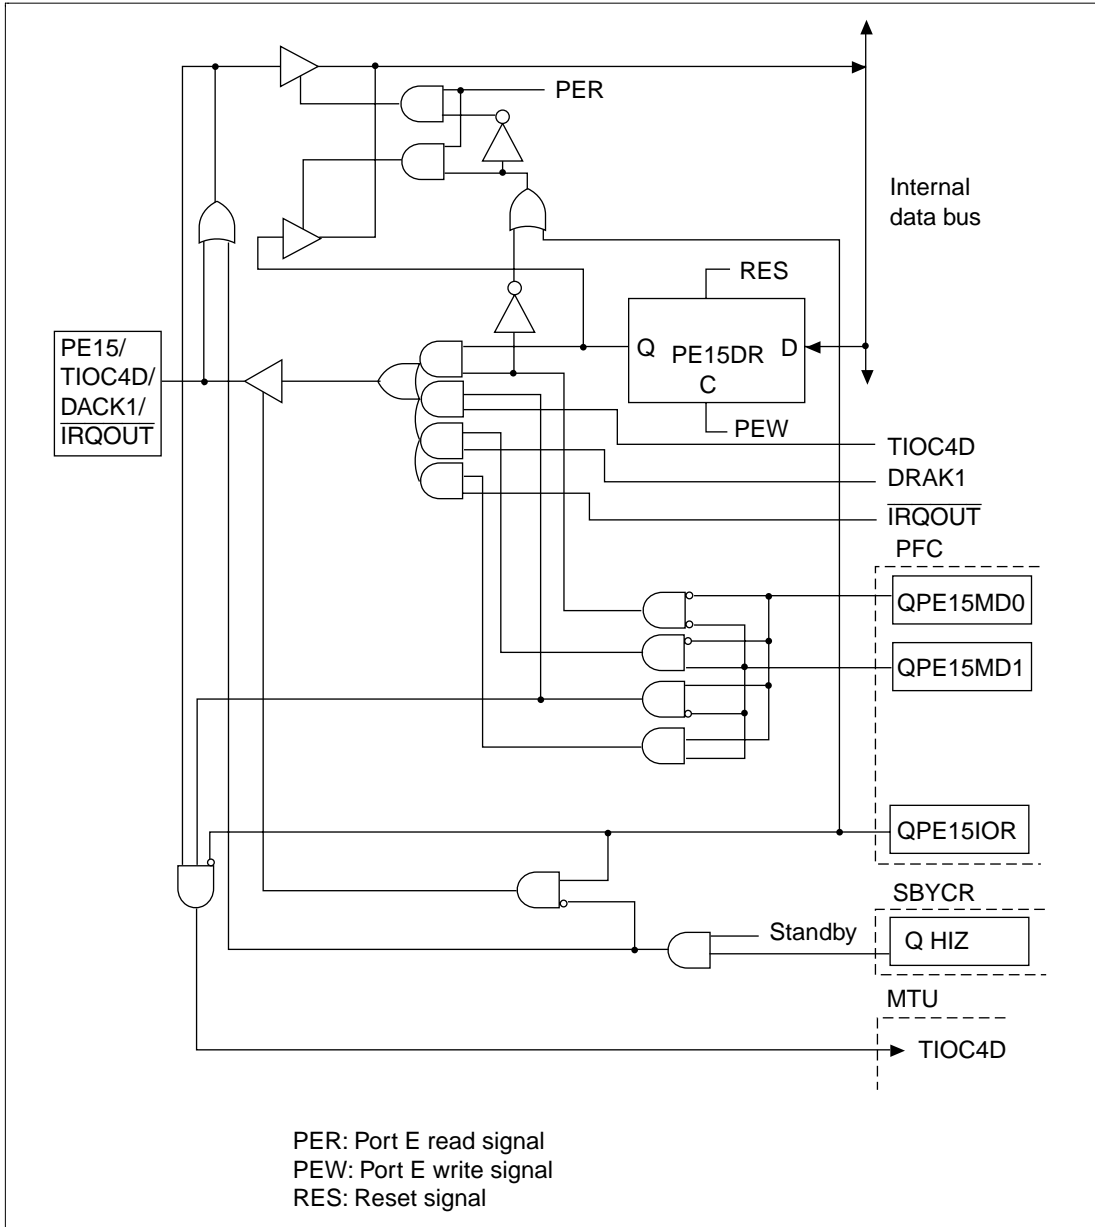 PER
Internal
data bus
RES
Q PE15DR D
C
PEW
PE15/
TIOC4D/
DACK1/
IRQOUT
TIOC4D
DRAK1
IRQOUT
PFC
QPE15MD0
QPE15MD1
QPE15IOR
SBYCR
Standby
Q HIZ
MTU
TIOC4D
PER: Port E read signal
PEW: Port E write signal
RES: Reset signal